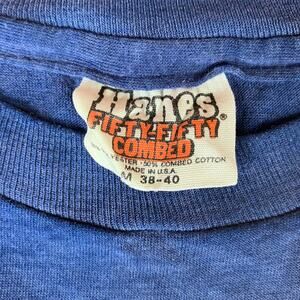 Hanes®
FIFTY-FIFTY
COMBED
50% COMBED COTTON
MADE IN U.S.A.
M 38-40